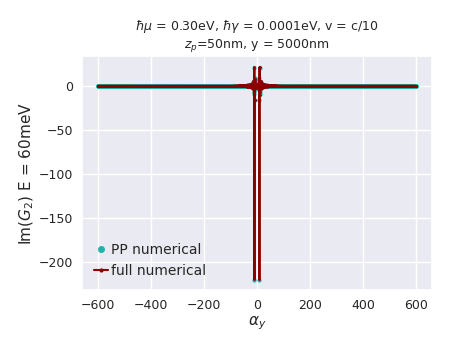 ħμ = 0.30eV, ħγ = 0.0001eV, v = c/10
z_p=50nm, y = 5000nm
Im(G₂) E = 60meV
0
−50
−100
−150
−200
PP numerical
full numerical
−600
−400
−200
0
200
400
600
α_y